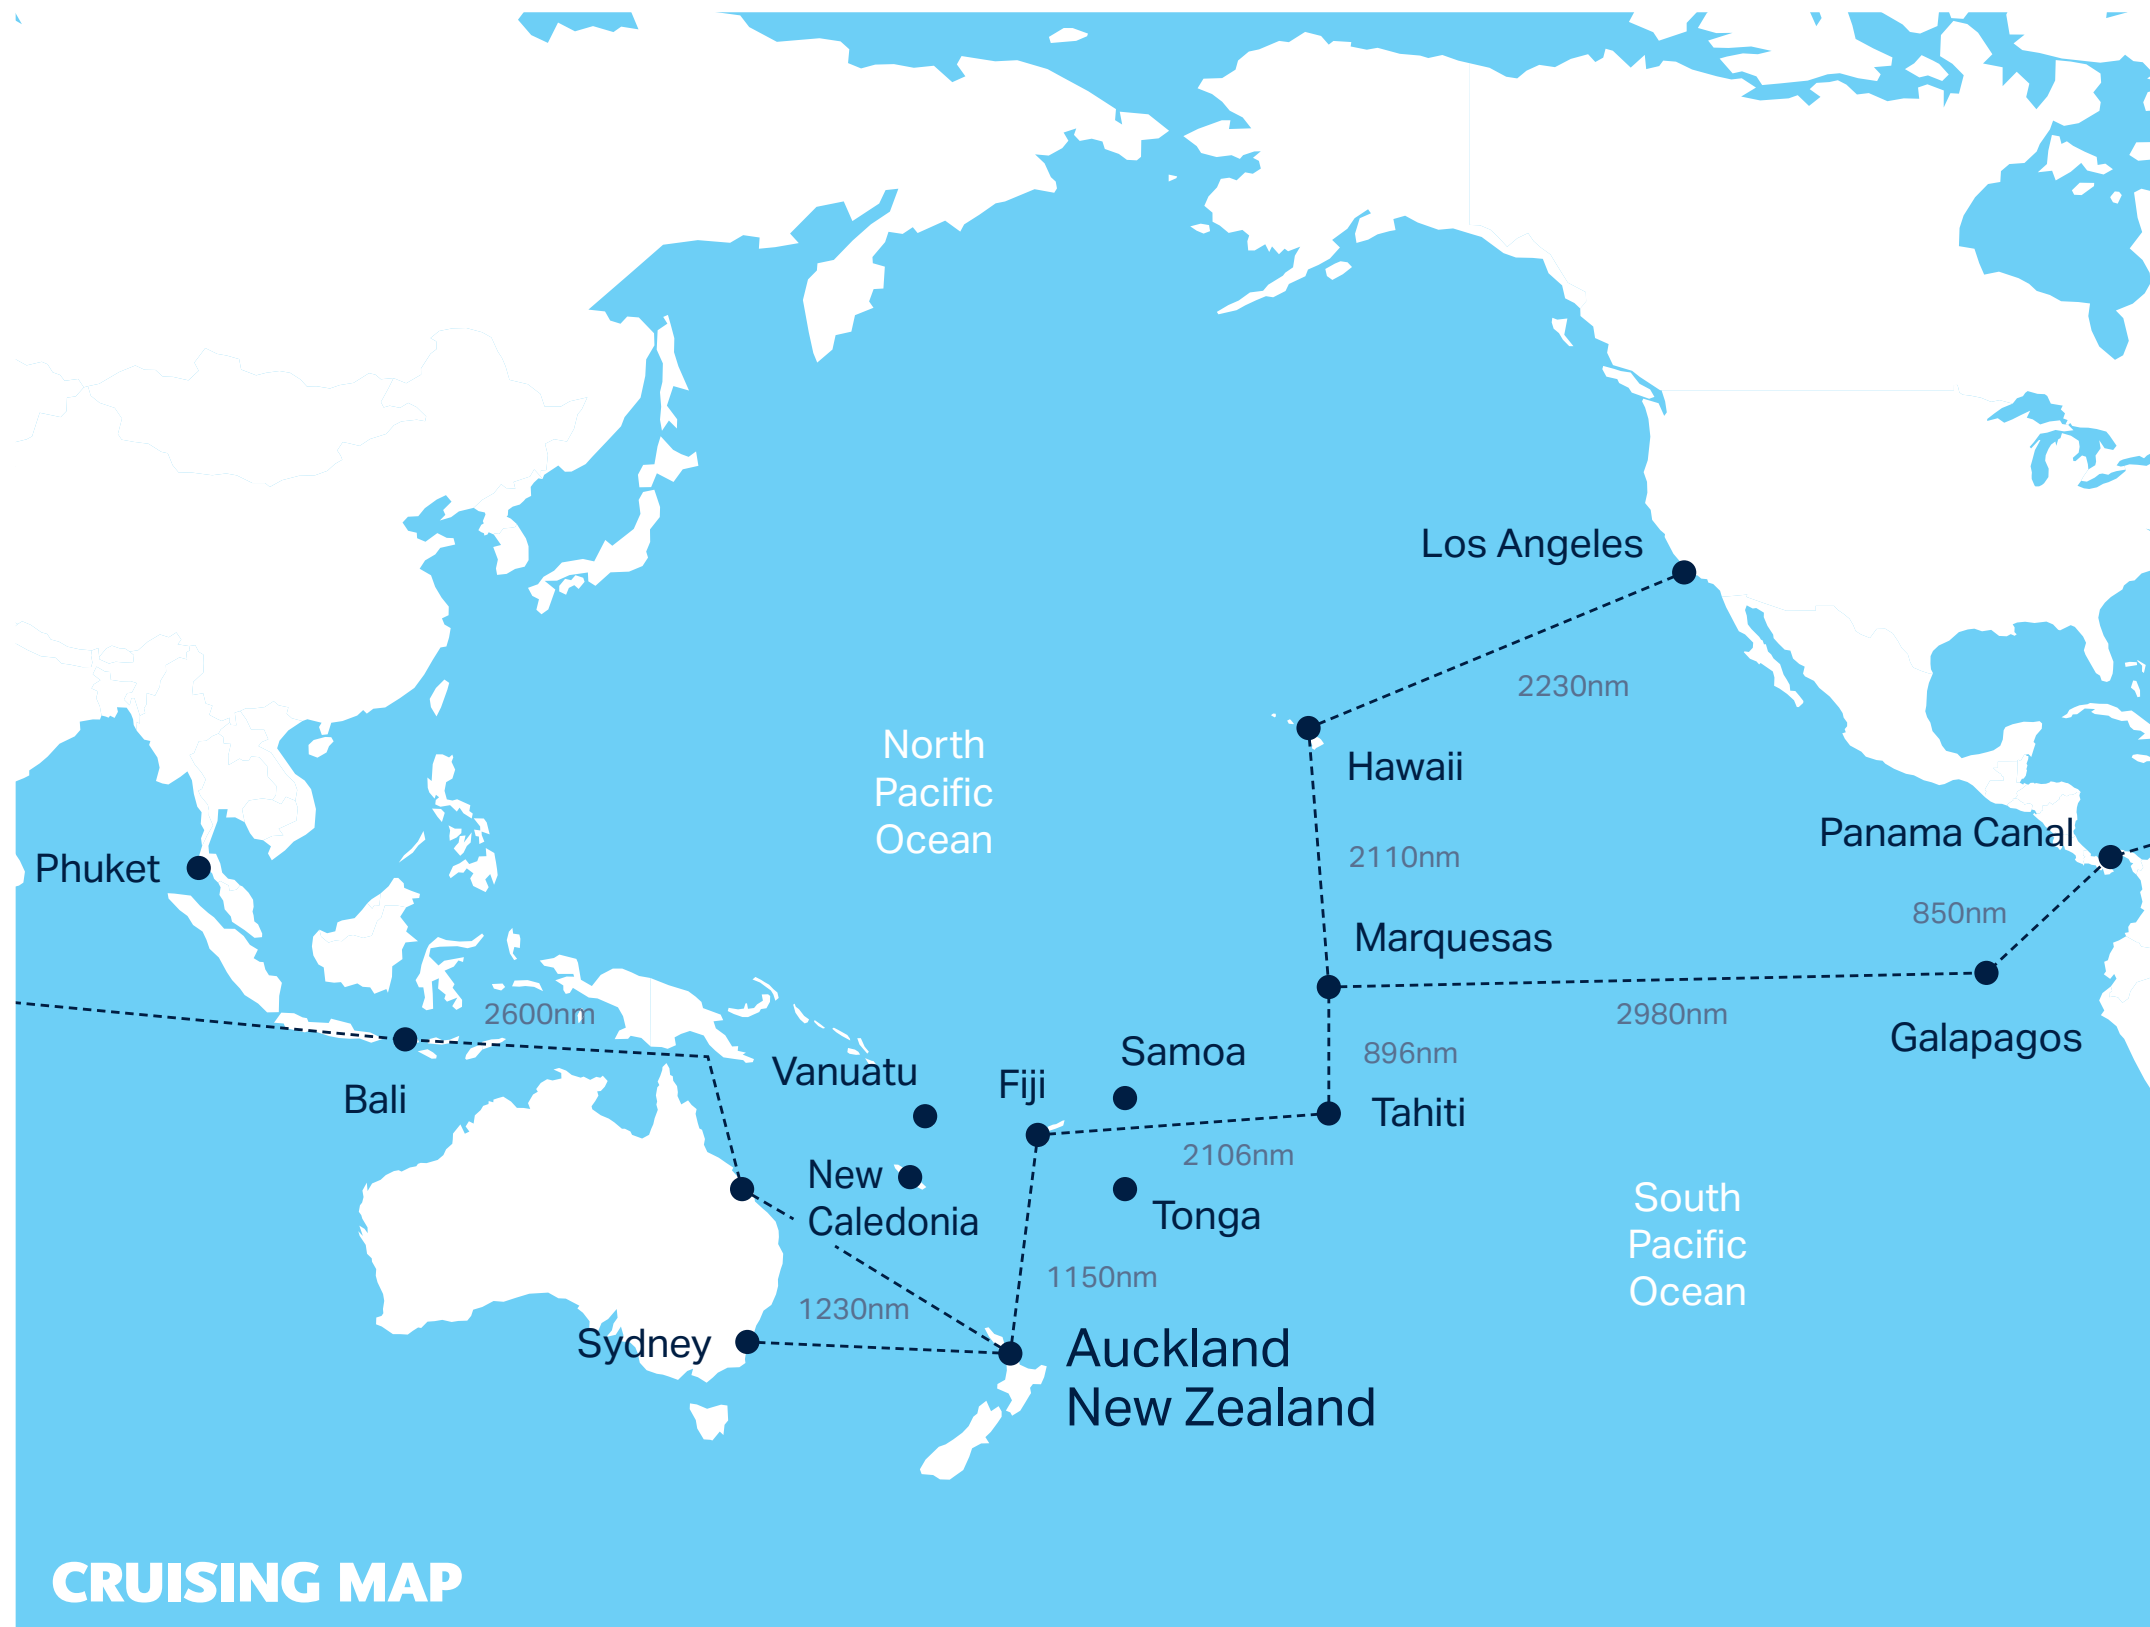 Los Angeles
2230nm
North
Pacific
Ocean
Hawaii
Panama Canal
2110nm
Phuket
850nm
Marquesas
2600nm
2980nm
Galapagos
Samoa
896nm
Vanuatu
Fiji
Bali
Tahiti
2106nm
New
Caledonia
Tonga
South
Pacific
Ocean
1150nm
1230nm
Sydney
Auckland
New Zealand
CRUISING MAP